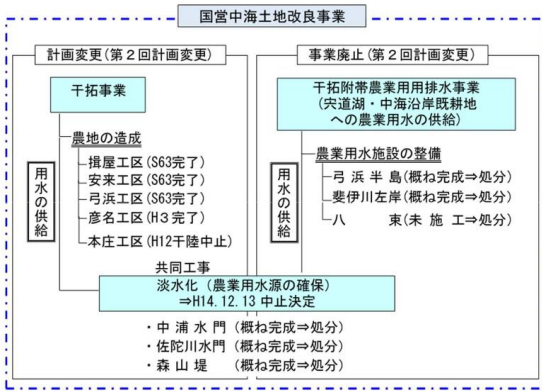 国営中海土地改良事業
計画変更(第2回計画変更)
干拓事業
農地の造成
揖屋工区(S63完了)
安来工区(S63完了)
弓浜工区(S63完了)
彦名工区(H3完了)
本庄工区(H12干陸中止)
用水の供給
事業廃止(第2回計画変更)
干拓附帯農業用用排水事業
(宍道湖・中海沿岸既耕地
への農業用水の供給)
農業用水施設の整備
弓浜半島(概ね完成⇒処分)
斐伊川左岸(概ね完成⇒処分)
八束(未施工⇒処分)
用水の供給
共同工事
淡水化(農業用水源の確保)
⇒H14.12.13中止決定
・中浦水門(概ね完成⇒処分)
・佐陀川水門(概ね完成⇒処分)
・森山堤(概ね完成⇒処分)